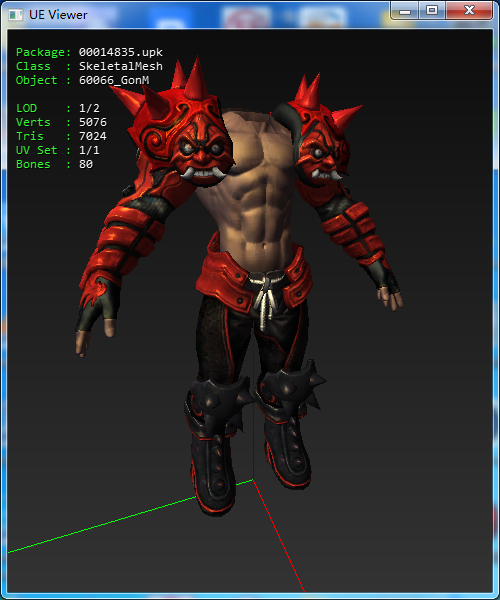 UE Viewer
Package: 00014835.upk
Class : SkeletalMesh
Object : 60066_GonM
LOD : 1/2
Verts : 5076
Tris : 7024
UV Set : 1/1
Bones : 80